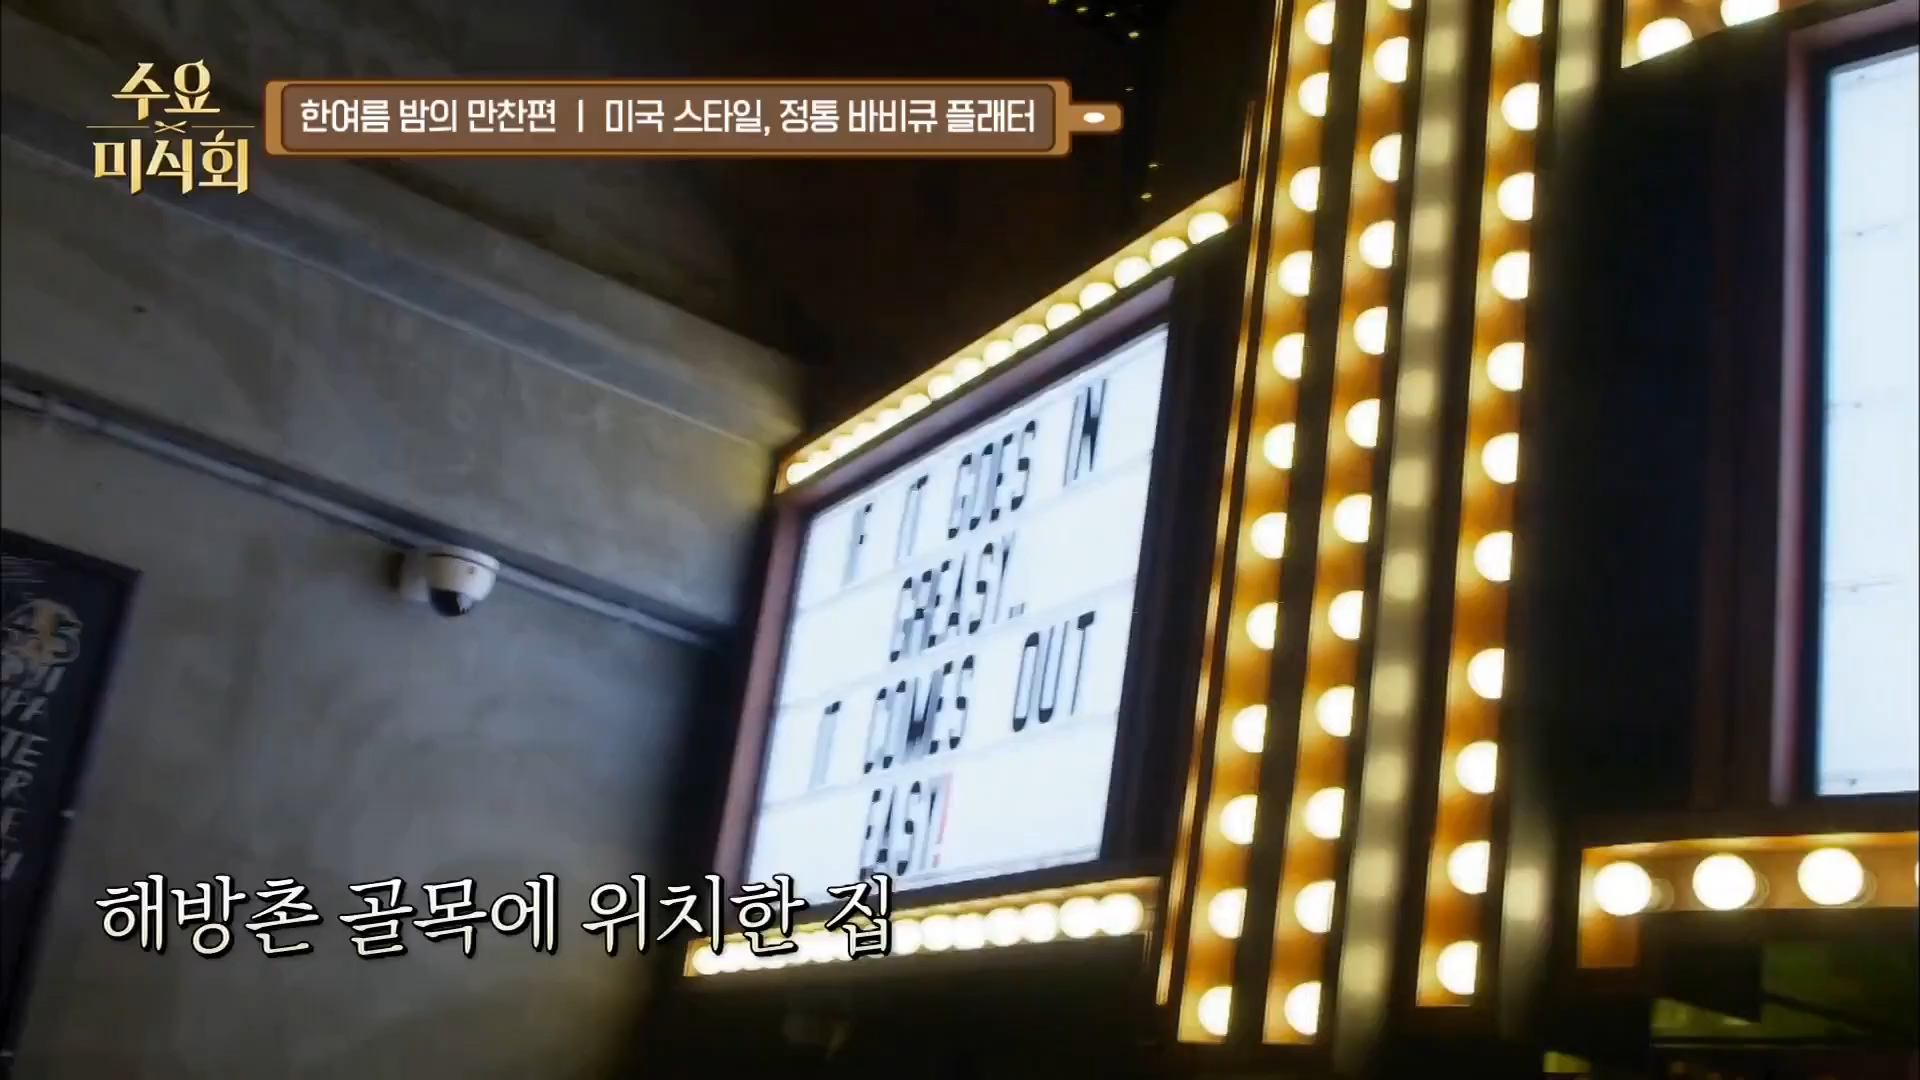 수요
미식회
한여름 밤의 만찬편 | 미국 스타일, 정통 바비큐 플래터
IF IT GOES IN
GREASY..
IT COMES OUT
EASY!
해방촌 골목에 위치한 집